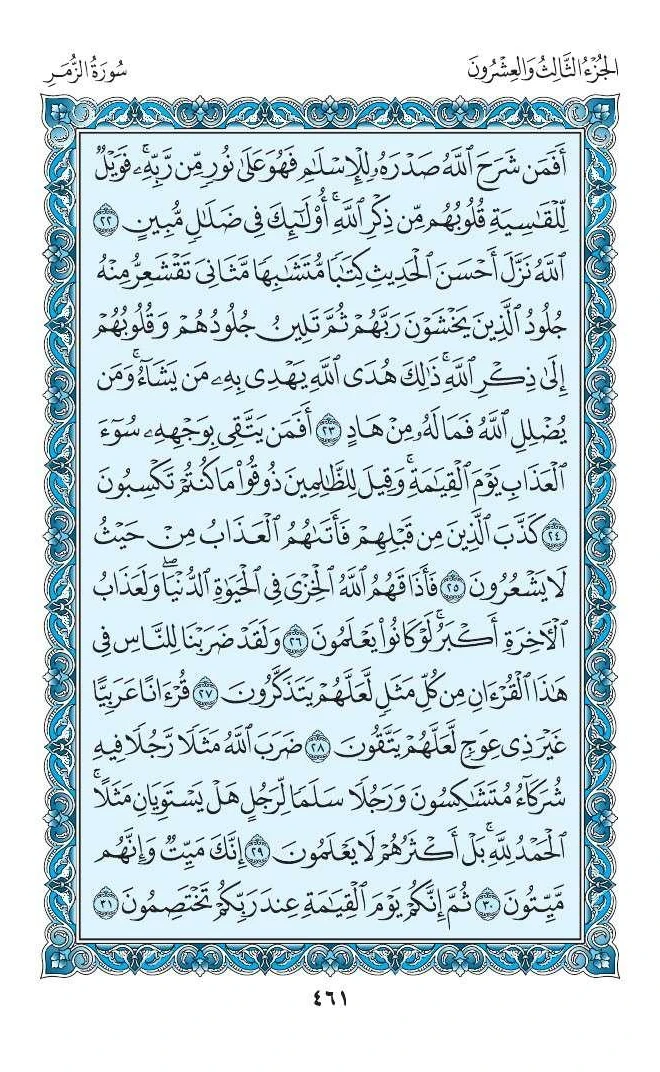 الجُزْءُ الثَّالِثُ وَالعِشْرُونَ
سُورَةُ الزُّمَرِ
أَفَمَن شَرَحَ ٱللَّهُ صَدْرَهُۥ لِلْإِسْلَٰمِ فَهُوَ عَلَىٰ نُورٍ مِّن رَّبِّهِۦۚ فَوَيْلٌ
لِّلْقَٰسِيَةِ قُلُوبُهُم مِّن ذِكْرِ ٱللَّهِۚ أُو۟لَٰٓئِكَ فِى ضَلَٰلٍ مُّبِينٍ ٢٢
ٱللَّهُ نَزَّلَ أَحْسَنَ ٱلْحَدِيثِ كِتَٰبًا مُّتَشَٰبِهًا مَّثَانِىَ تَقْشَعِرُّ مِنْهُ
جُلُودُ ٱلَّذِينَ يَخْشَوْنَ رَبَّهُمْ ثُمَّ تَلِينُ جُلُودُهُمْ وَقُلُوبُهُمْ
إِلَىٰ ذِكْرِ ٱللَّهِۚ ذَٰلِكَ هُدَى ٱللَّهِ يَهْدِى بِهِۦ مَن يَشَآءُۚ وَمَن
يُضْلِلِ ٱللَّهُ فَمَا لَهُۥ مِنْ هَادٍ ٢٣ أَفَمَن يَتَّقِى بِوَجْهِهِۦ سُوٓءَ
ٱلْعَذَابِ يَوْمَ ٱلْقِيَٰمَةِۚ وَقِيلَ لِلظَّٰلِمِينَ ذُوقُوا۟ مَا كُنتُمْ تَكْسِبُونَ
٢٤ كَذَّبَ ٱلَّذِينَ مِن قَبْلِهِمْ فَأَتَىٰهُمُ ٱلْعَذَابُ مِنْ حَيْثُ
لَا يَشْعُرُونَ ٢٥ فَأَذَاقَهُمُ ٱللَّهُ ٱلْخِزْىَ فِى ٱلْحَيَوٰةِ ٱلدُّنْيَاۖ وَلَعَذَابُ
ٱلْءَاخِرَةِ أَكْبَرُۚ لَوْ كَانُوا۟ يَعْلَمُونَ ٢٦ وَلَقَدْ ضَرَبْنَا لِلنَّاسِ فِى
هَٰذَا ٱلْقُرْءَانِ مِن كُلِّ مَثَلٍ لَّعَلَّهُمْ يَتَذَكَّرُونَ ٢٧ قُرْءَانًا عَرَبِيًّا
غَيْرَ ذِى عِوَجٍ لَّعَلَّهُمْ يَتَّقُونَ ٢٨ ضَرَبَ ٱللَّهُ مَثَلًا رَّجُلًا فِيهِ
شُرَكَآءُ مُتَشَٰكِسُونَ وَرَجُلًا سَلَمًا لِّرَجُلٍ هَلْ يَسْتَوِيَانِ مَثَلًاۚ
ٱلْحَمْدُ لِلَّهِۚ بَلْ أَكْثَرُهُمْ لَا يَعْلَمُونَ ٢٩ إِنَّكَ مَيِّتٌ وَإِنَّهُم
مَّيِّتُونَ ٣٠ ثُمَّ إِنَّكُمْ يَوْمَ ٱلْقِيَٰمَةِ عِندَ رَبِّكُمْ تَخْتَصِمُونَ ٣١
٤٦١